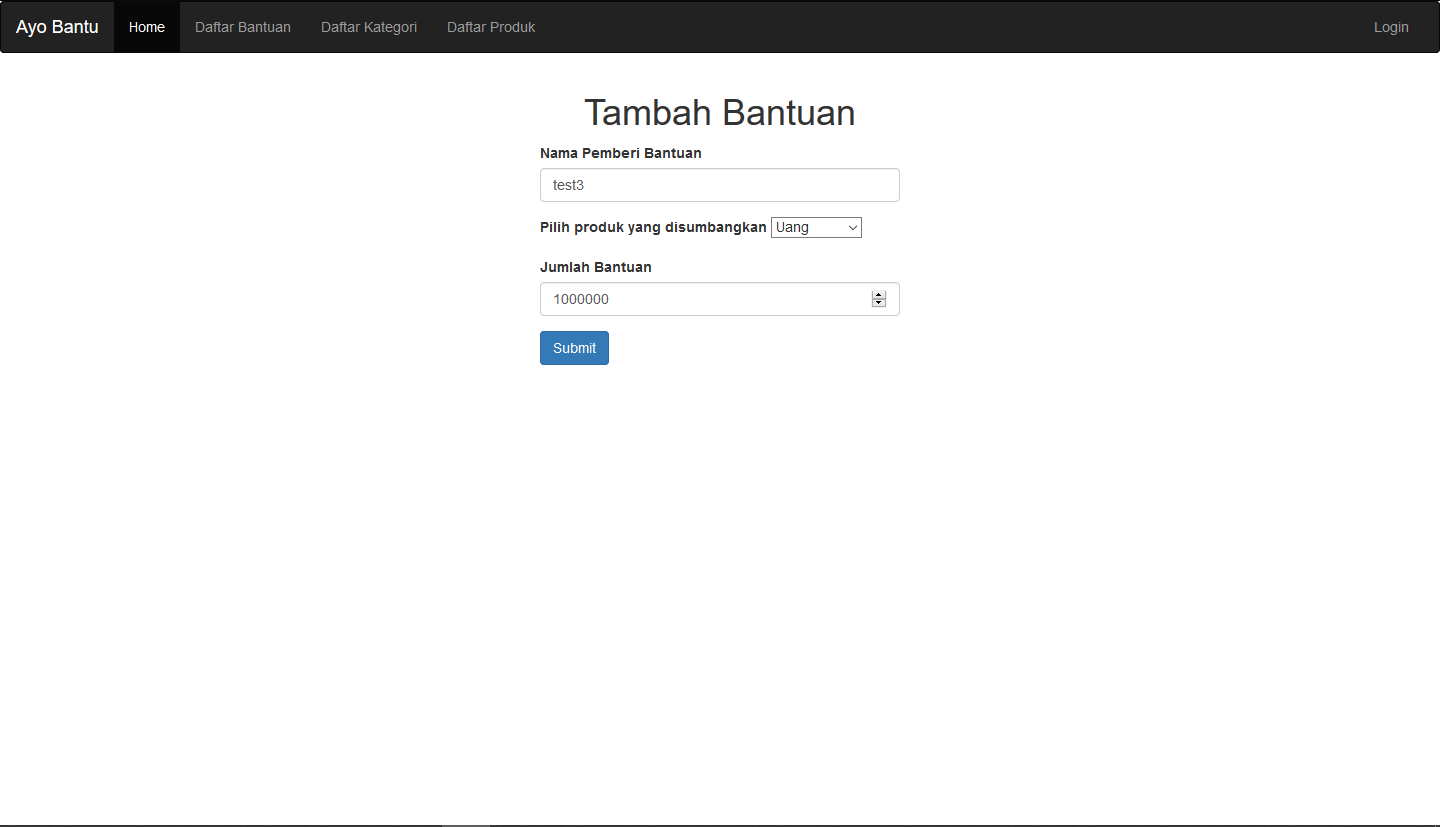 Ayo Bantu Home Daftar Bantuan Daftar Kategori Daftar Produk Login
Tambah Bantuan
Nama Pemberi Bantuan
test3
Pilih produk yang disumbangkan Uang
Jumlah Bantuan
1000000
Submit